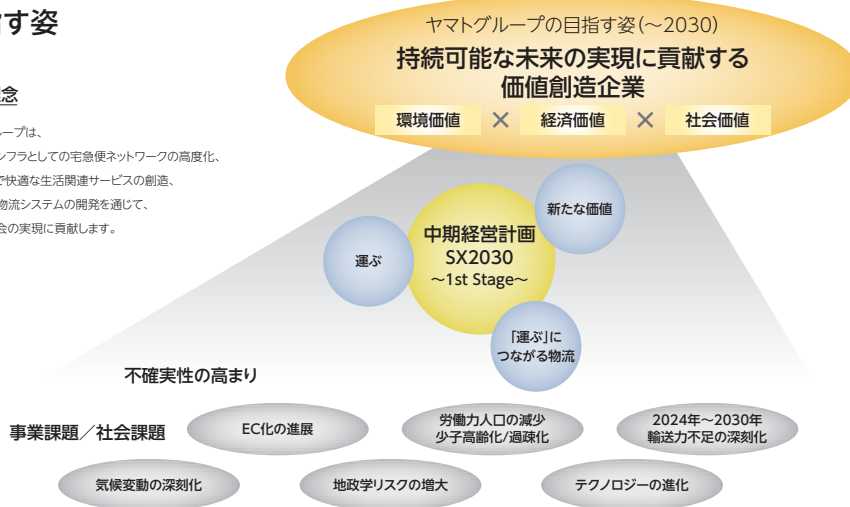 す姿
念
ループは、
ンフラとしての宅急便ネットワークの高度化、
で快適な生活関連サービスの創造、
物流システムの開発を通じて、
会の実現に貢献します。
ヤマトグループの目指す姿(～2030)
持続可能な未来の実現に貢献する
価値創造企業
環境価値 × 経済価値 × 社会価値
新たな価値
中期経営計画
SX2030
～1st Stage～
運ぶ
「運ぶ」に
つながる物流
不確実性の高まり
事業課題／社会課題
EC化の進展
労働力人口の減少
少子高齢化/過疎化
2024年～2030年
輸送力不足の深刻化
気候変動の深刻化
地政学リスクの増大
テクノロジーの進化